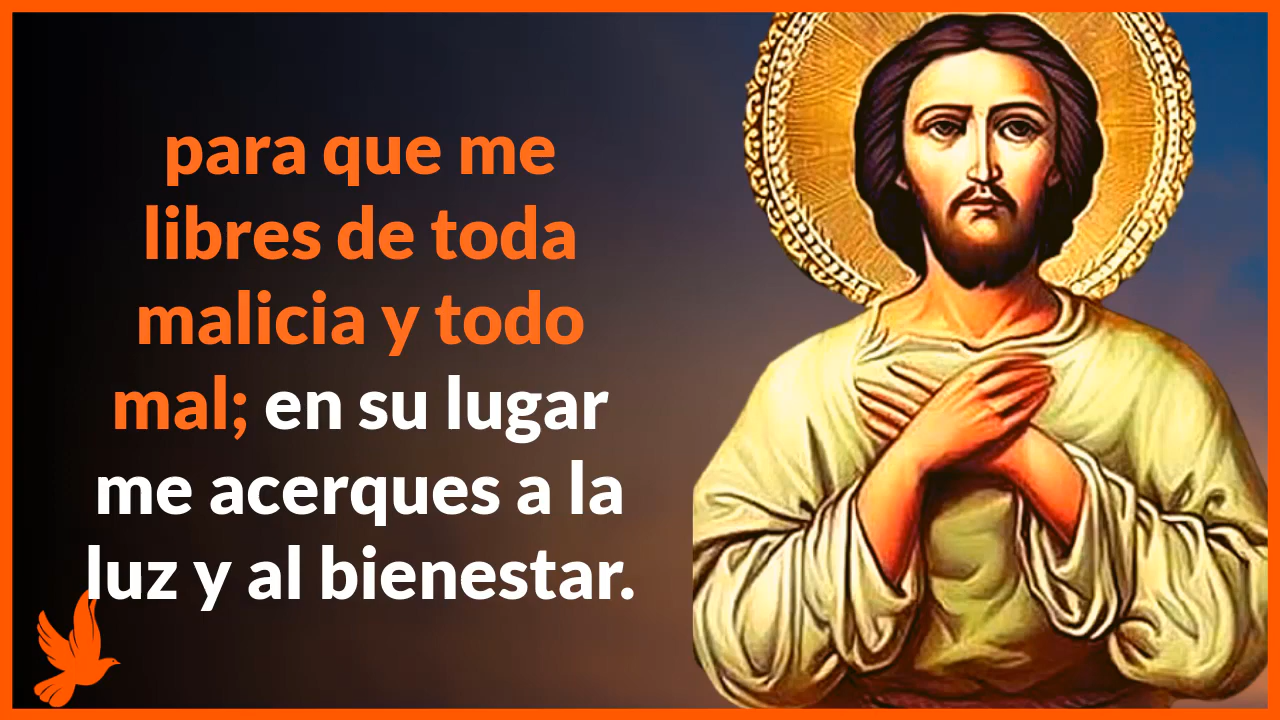 para que me
libres de toda
malicia y todo
mal; en su lugar
me acerques a la
luz y al bienestar.